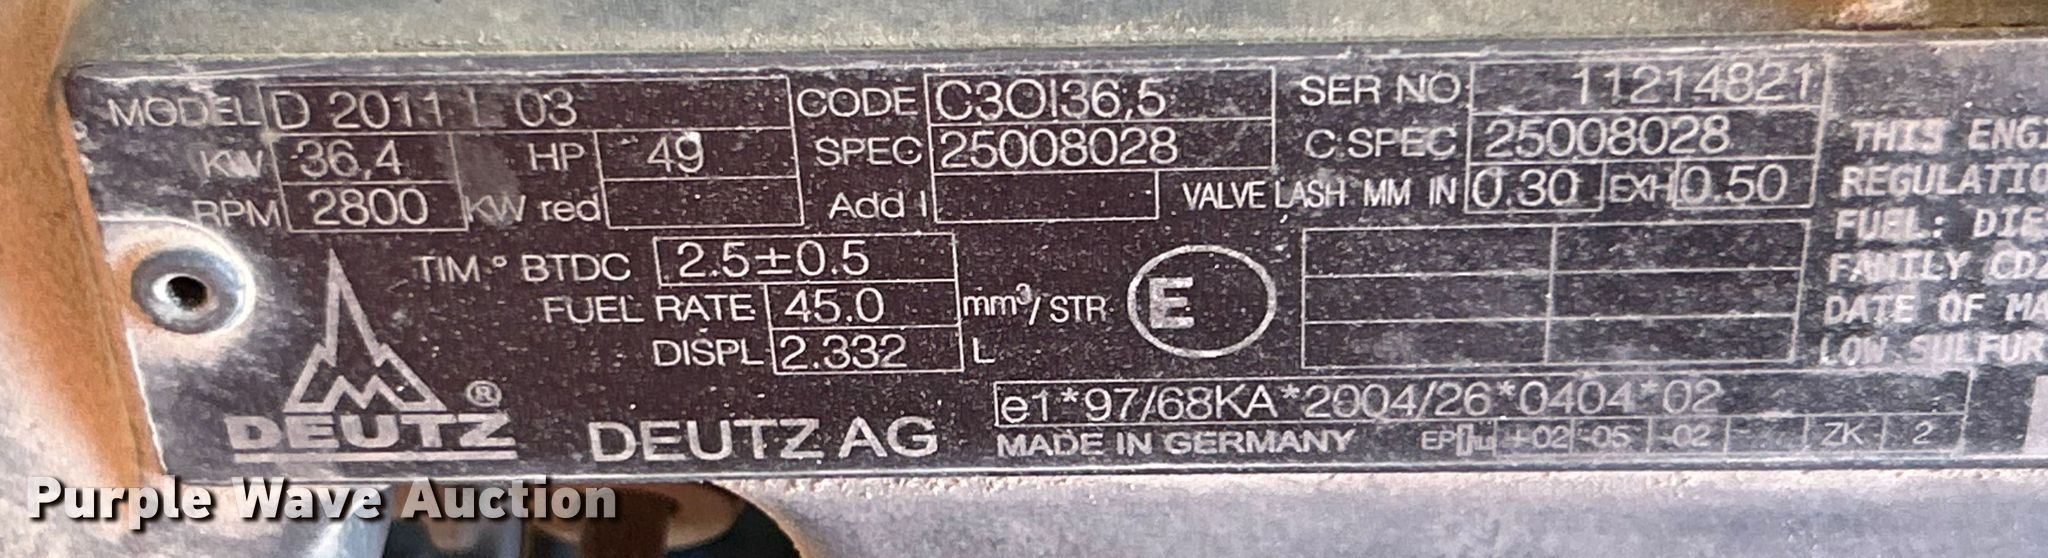 MODEL D 2011 L 03 CODE C3OI36,5 SER NO. 11214821
KW 36,4 HP 49 SPEC 25008028 C.SPEC 25008028
RPM 2800 KW red Add I VALVE LASH MM IN 0.30 EXH 0.50
TIM.° BTDC 2.5±0.5
FUEL RATE 45.0 mm³/STR
DISPL 2.332 L
E
THIS ENGI
REGULATIO
FUEL: DIE
FAMILY CD
DATE OF MA
LOW SULFUR
e1*97/68KA*2004/26*0404*02
DEUTZ ® DEUTZ AG MADE IN GERMANY EP +02 -05 -02 ZK 2
Purple Wave Auction